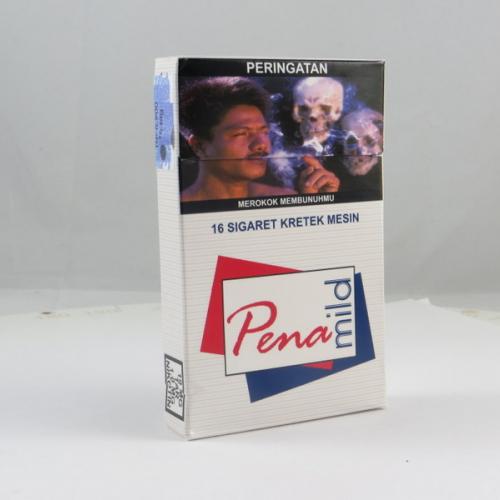 PERINGATAN
MEROKOK MEMBUNUHMU
16 SIGARET KRETEK MESIN
Pena
mild